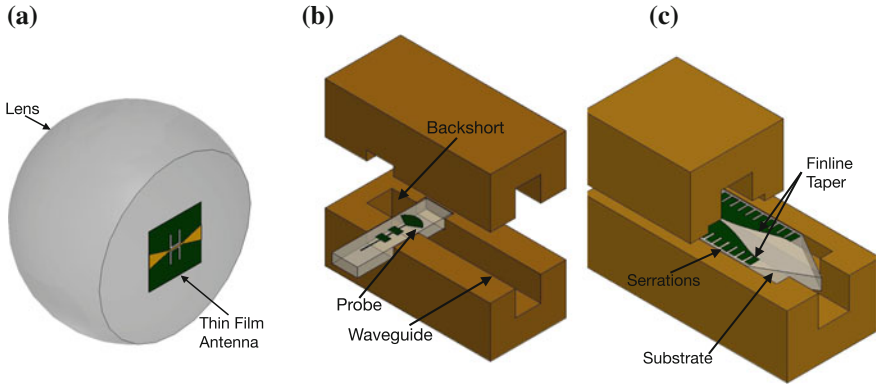 (a)
Lens
Thin Film
Antenna
(b)
Backshort
Probe
Waveguide
(c)
Finline
Taper
Serrations
Substrate